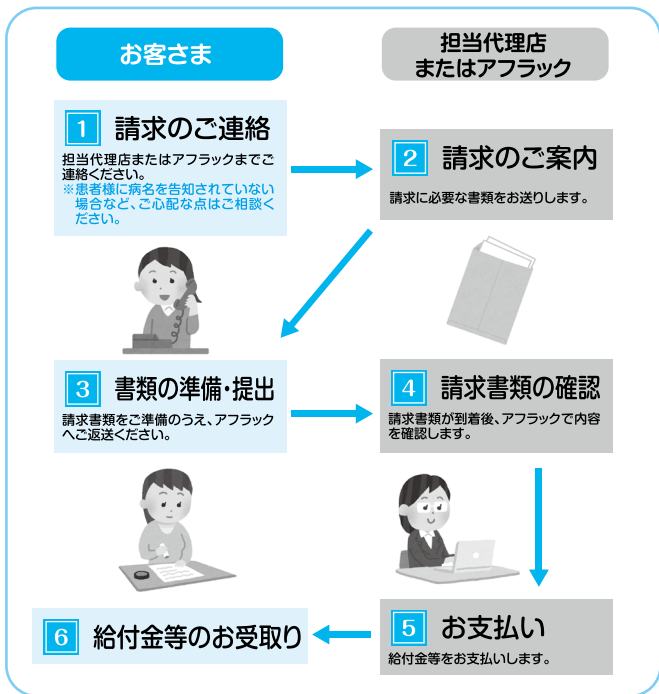 お客さま
担当代理店
またはアフラック
1 請求のご連絡
担当代理店またはアフラックまでご
連絡ください。
※患者様に病名を告知されていない
場合など、ご心配な点はご相談く
ださい。
2 請求のご案内
請求に必要な書類をお送りします。
3 書類の準備・提出
請求書類をご準備のうえ、アフラック
へご返送ください。
4 請求書類の確認
請求書類が到着後、アフラックで内容
を確認します。
5 お支払い
給付金等をお支払いします。
6 給付金等のお受取り